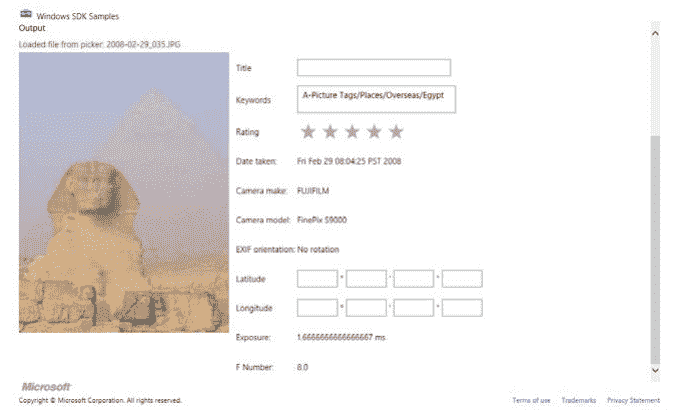 Windows SDK Samples
Output
Loaded file from picker: 2008-02-29_035.JPG
Title
Keywords A-Picture Tags/Places/Overseas/Egypt
Rating
Date taken: Fri Feb 29 08:04:25 PST 2008
Camera make: FUJIFILM
Camera model: FinePix S9000
EXIF orientation: No rotation
Latitude
Longitude
Exposure: 1.6666666666666667 ms
F Number: 8.0
Microsoft
Copyright © Microsoft Corporation. All rights reserved. Terms of use Trademarks Privacy Statement